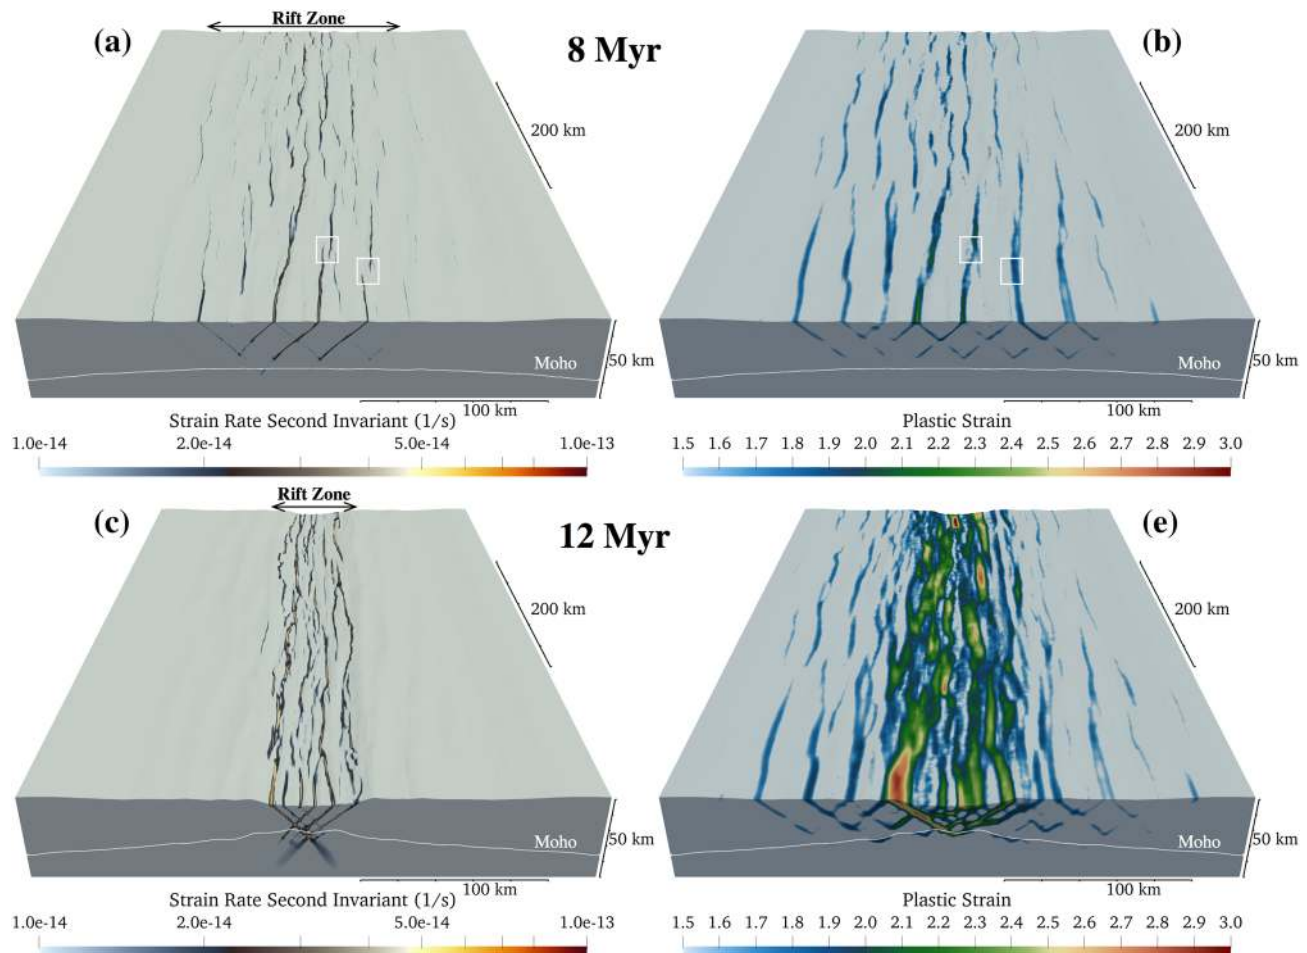 Rift Zone
(a)
8 Myr
(b)
200 km
200 km
Moho
50 km
Moho
50 km
100 km
100 km
Strain Rate Second Invariant (1/s)
1.0e-14 2.0e-14 5.0e-14 1.0e-13
Plastic Strain
1.5 1.6 1.7 1.8 1.9 2.0 2.1 2.2 2.3 2.4 2.5 2.6 2.7 2.8 3.0
Rift Zone
(c)
12 Myr
(e)
200 km
200 km
Moho
50 km
Moho
50 km
100 km
100 km
Strain Rate Second Invariant (1/s)
1.0e-14 2.0e-14 5.0e-14 1.0e-13
Plastic Strain
1.5 1.6 1.7 1.8 1.9 2.0 2.1 2.2 2.3 2.4 2.5 2.6 2.7 2.8 3.0